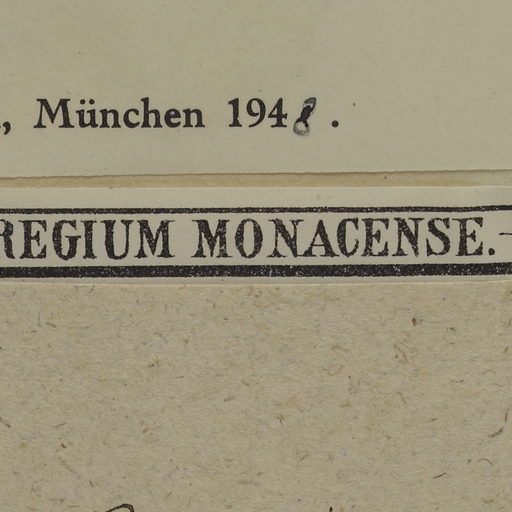 , München 1948.
REGIUM MONACENSE.